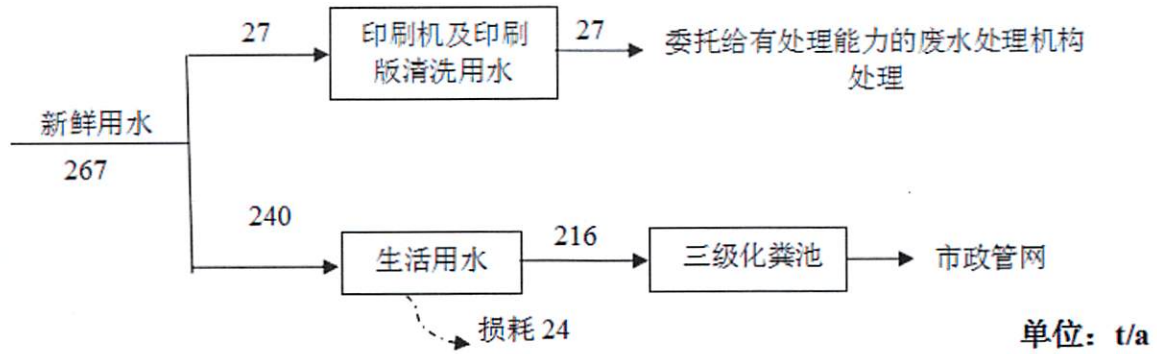 27
印刷机及印刷
版清洗用水
27
委托给有处理能力的废水处理机构
处理
新鲜用水
267
240
生活用水
216
三级化粪池
市政管网
损耗 24
单位：t/a